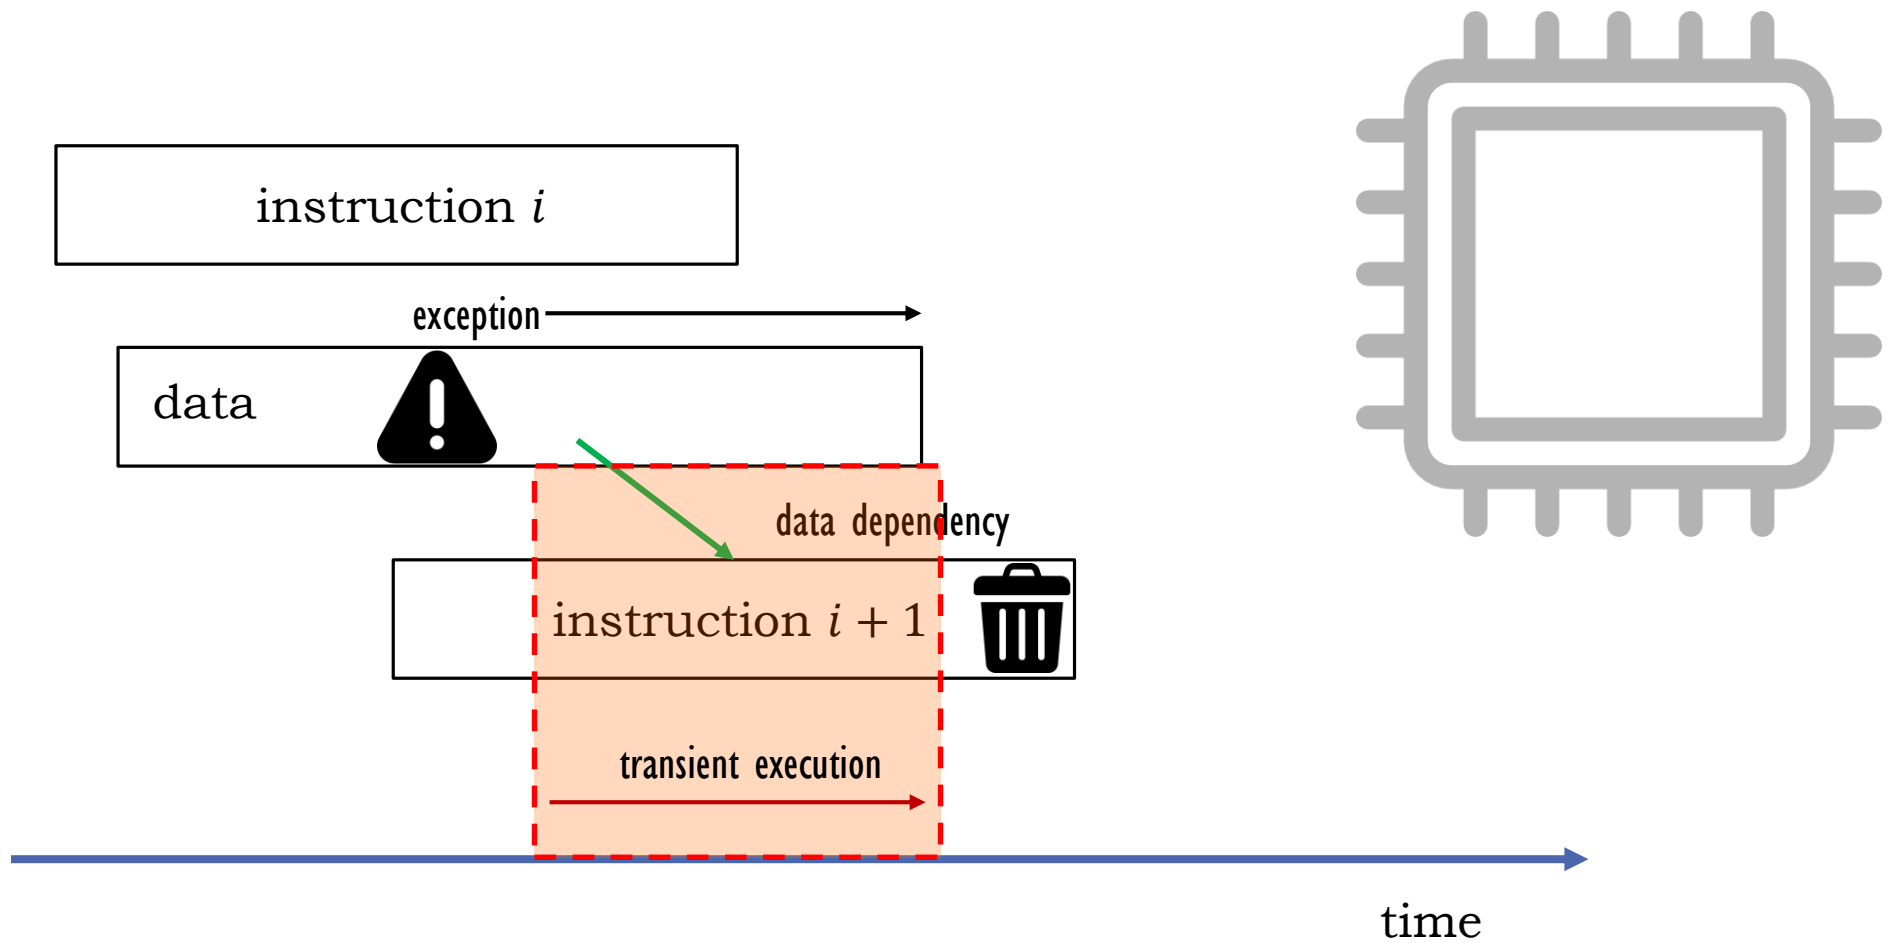 instruction i
exception
data
data dependency
instruction i + 1
transient execution
time